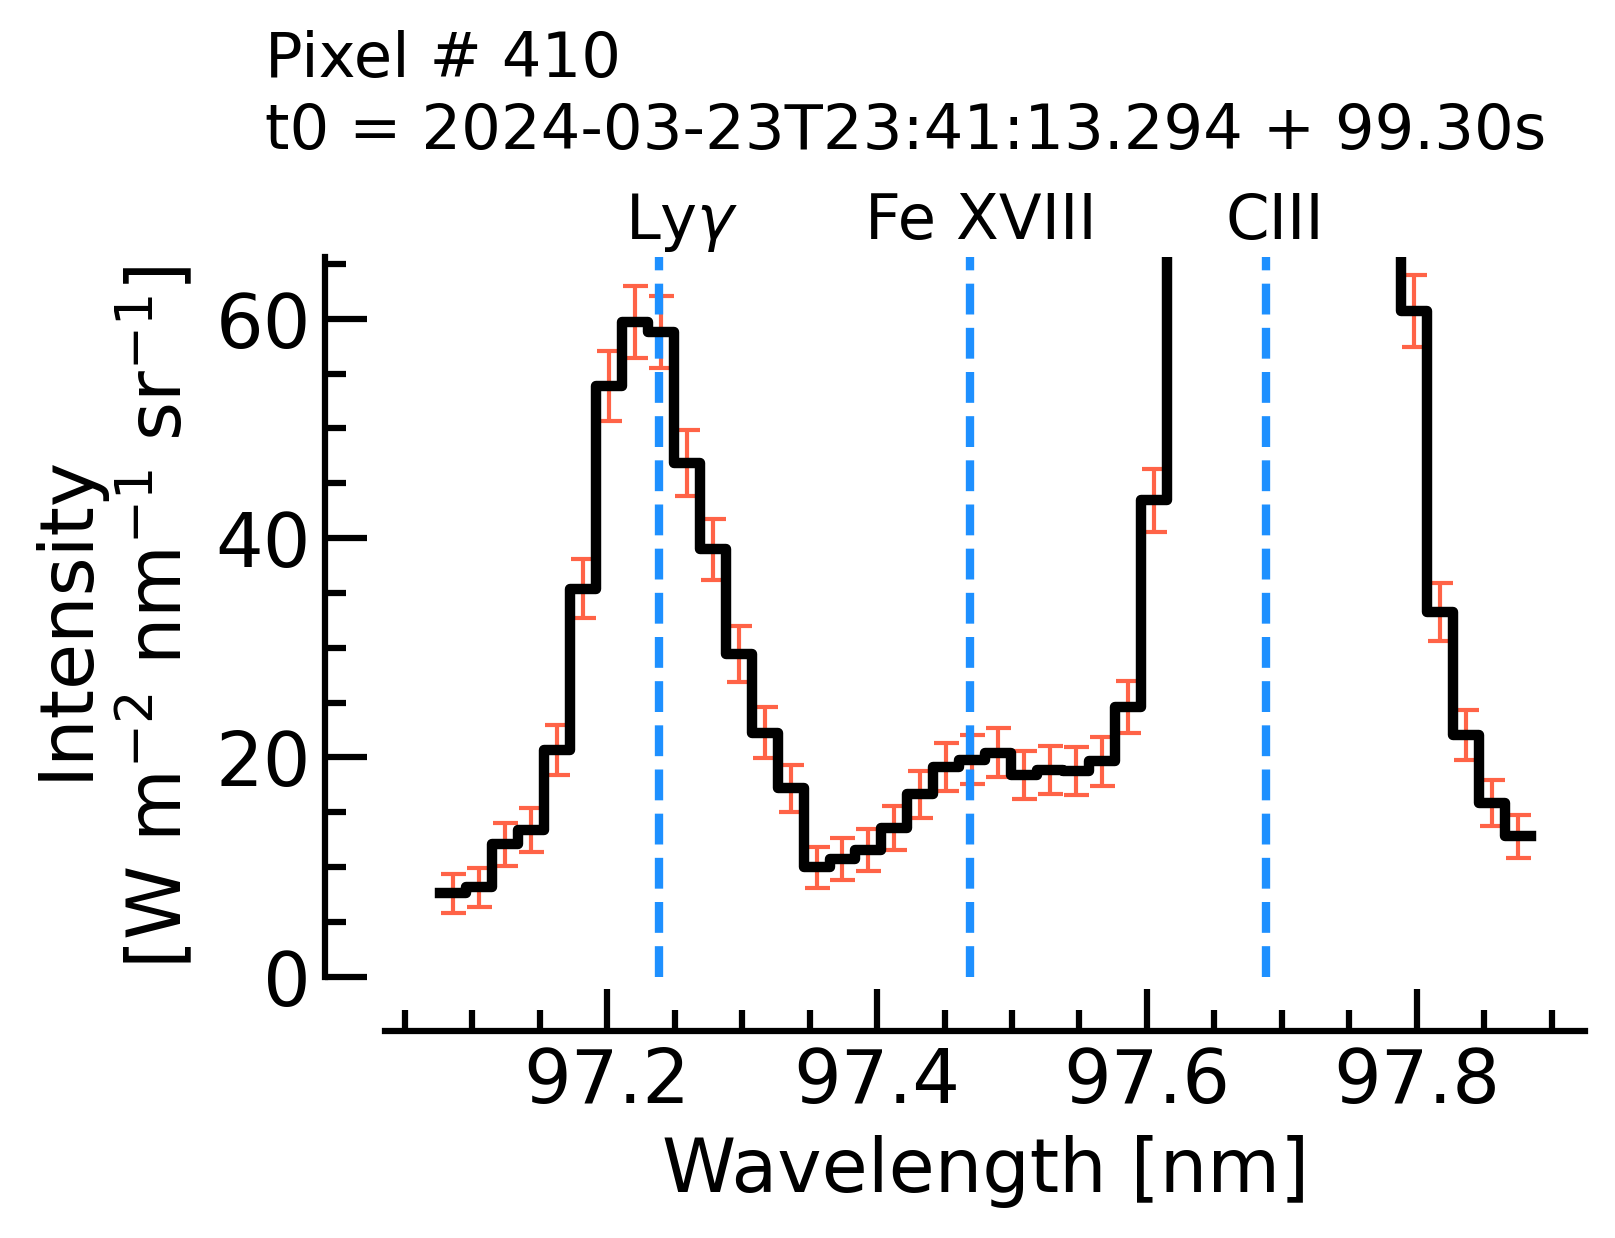 Pixel # 410
t0 = 2024-03-23T23:41:13.294 + 99.30s
Lyγ Fe XVIII CIII
Intensity
[W m⁻² nm⁻¹ sr⁻¹]
60
40
20
0
97.2 97.4 97.6 97.8
Wavelength [nm]